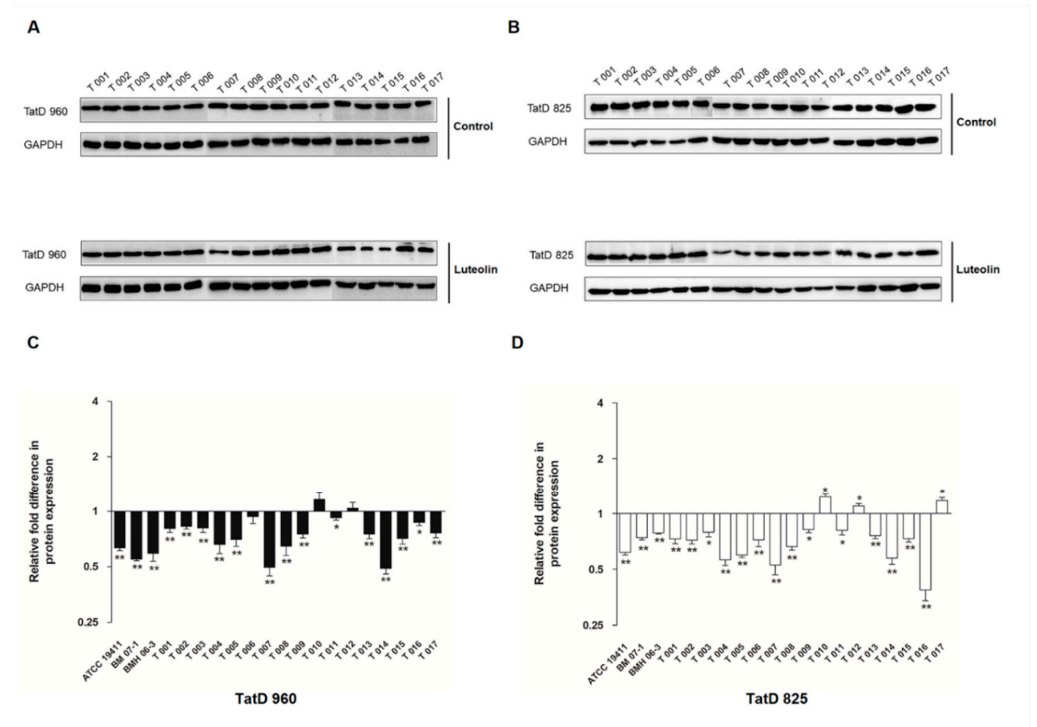 A
T 001 T 002 T 003 T 004 T 005 T 006 T 007 T 008 T 009 T 010 T 011 T 012 T 013 T 014 T 015 T 016 T 017
TatD 960
GAPDH
Control
TatD 960
GAPDH
Luteolin
B
T 001 T 002 T 003 T 004 T 005 T 006 T 007 T 008 T 009 T 010 T 011 T 012 T 013 T 014 T 015 T 016 T 017
TatD 825
GAPDH
Control
TatD 825
GAPDH
Luteolin
C
Relative fold difference in
protein expression
4
2
1
0.5
0.25
** ** ** ** ** ** ** ** ** ** ** * ** ** ** * **
ATCC 19411 BM 07-1 BMH 06-3 T 001 T 002 T 003 T 004 T 005 T 006 T 007 T 008 T 009 T 010 T 011 T 012 T 013 T 014 T 015 T 016 T 017
TatD 960
D
Relative fold difference in
protein expression
4
2
1
0.5
0.25
** ** ** ** ** * ** ** ** ** ** * * * * ** ** ** ** *
ATCC 19411 BM 07-1 BMH 06-3 T 001 T 002 T 003 T 004 T 005 T 006 T 007 T 008 T 009 T 010 T 011 T 012 T 013 T 014 T 015 T 016 T 017
TatD 825